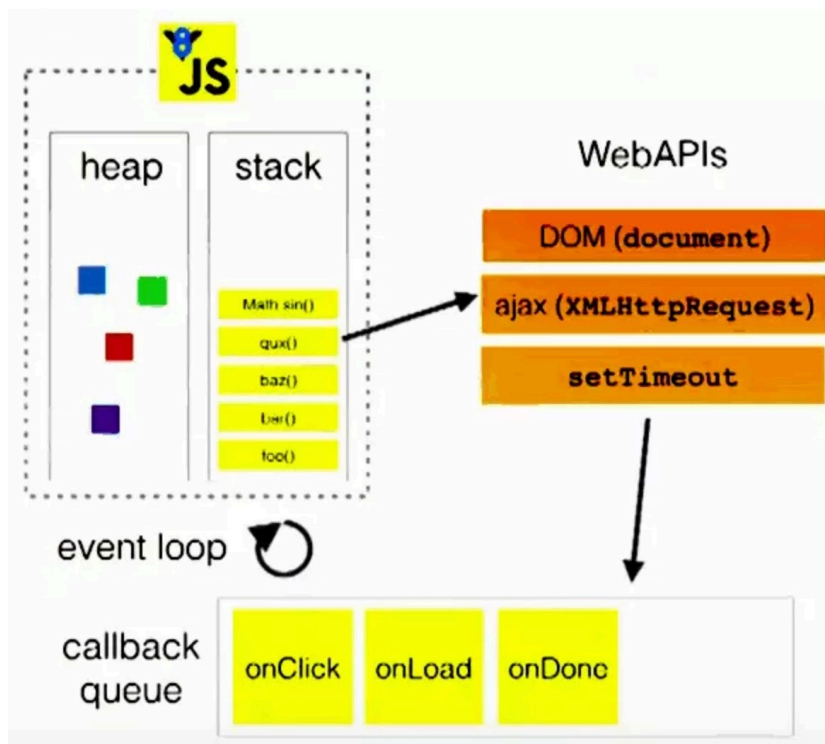 JS
heap
stack
WebAPIs
DOM (document)
ajax (XMLHttpRequest)
setTimeout
Math sin()
qux()
baz()
bar()
foo()
event loop
callback
queue
onClick
onLoad
onDone